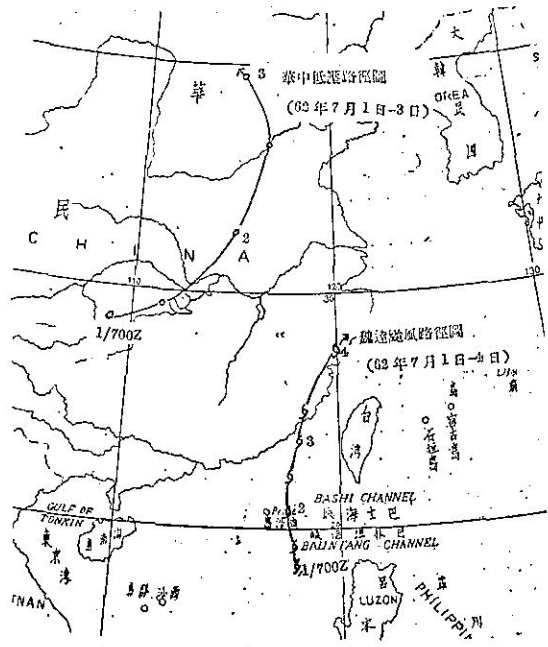 大
華中低壓路徑圖
(62年7月1日-3日)
3
華
韓
OREA
民
國
S
民
2
C H I N A
110
120
130
30
1/700Z
魏達颱風路徑圖
4
(62年7月1日-4日)
台
灣
3
宮古島
石垣島
BASHI CHANNEL
2
巴士海峽
GULF OF
TONKIN
東京灣
海南島
BALINTANG CHANNEL
1/700Z
呂
LUZON
宋
PHILIPPIN
TNAN